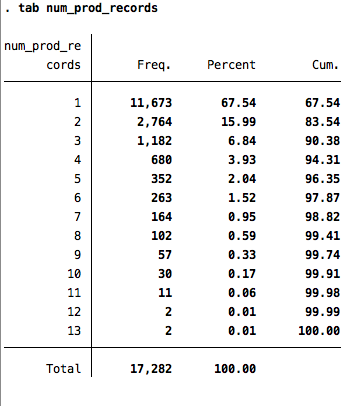 . tab num_prod_records
num_prod_re
cords Freq. Percent Cum.
1 11,673 67.54 67.54
2 2,764 15.99 83.54
3 1,182 6.84 90.38
4 680 3.93 94.31
5 352 2.04 96.35
6 263 1.52 97.87
7 164 0.95 98.82
8 102 0.59 99.41
9 57 0.33 99.74
10 30 0.17 99.91
11 11 0.06 99.98
12 2 0.01 99.99
13 2 0.01 100.00
Total 17,282 100.00